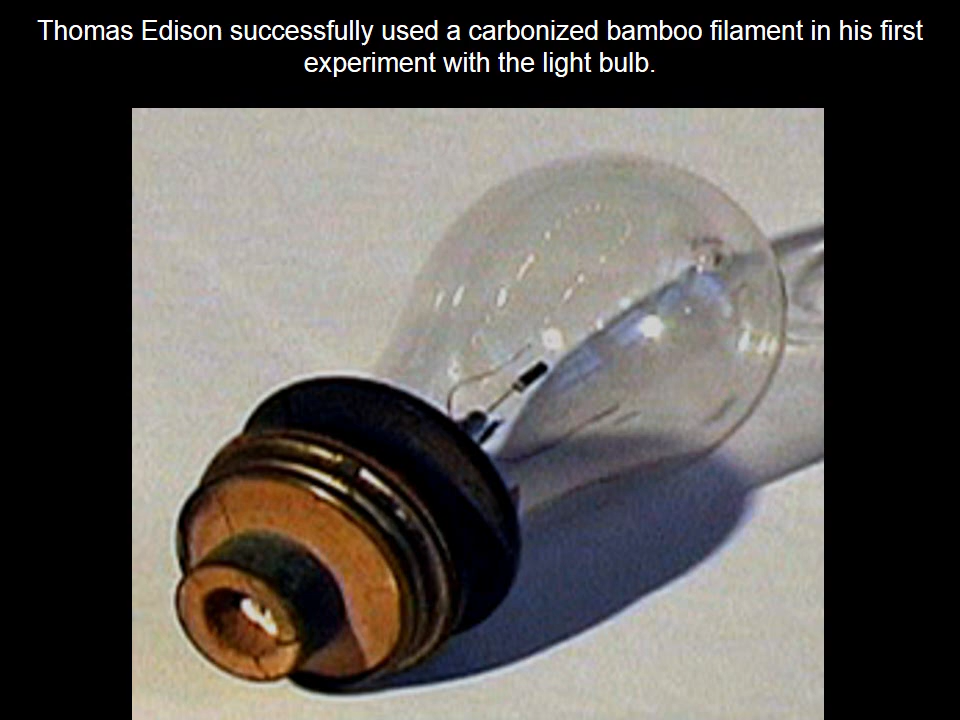 Thomas Edison successfully used a carbonized bamboo filament in his first
experiment with the light bulb.